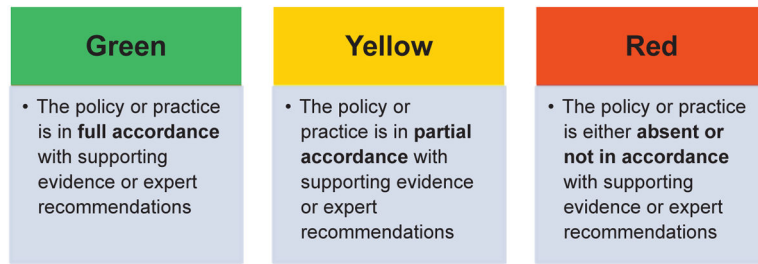 Green
• The policy or practice
is in full accordance
with supporting
evidence or expert
recommendations
Yellow
• The policy or
practice is in partial
accordance with
supporting evidence
or expert
recommendations
Red
• The policy or practice
is either absent or
not in accordance
with supporting
evidence or expert
recommendations